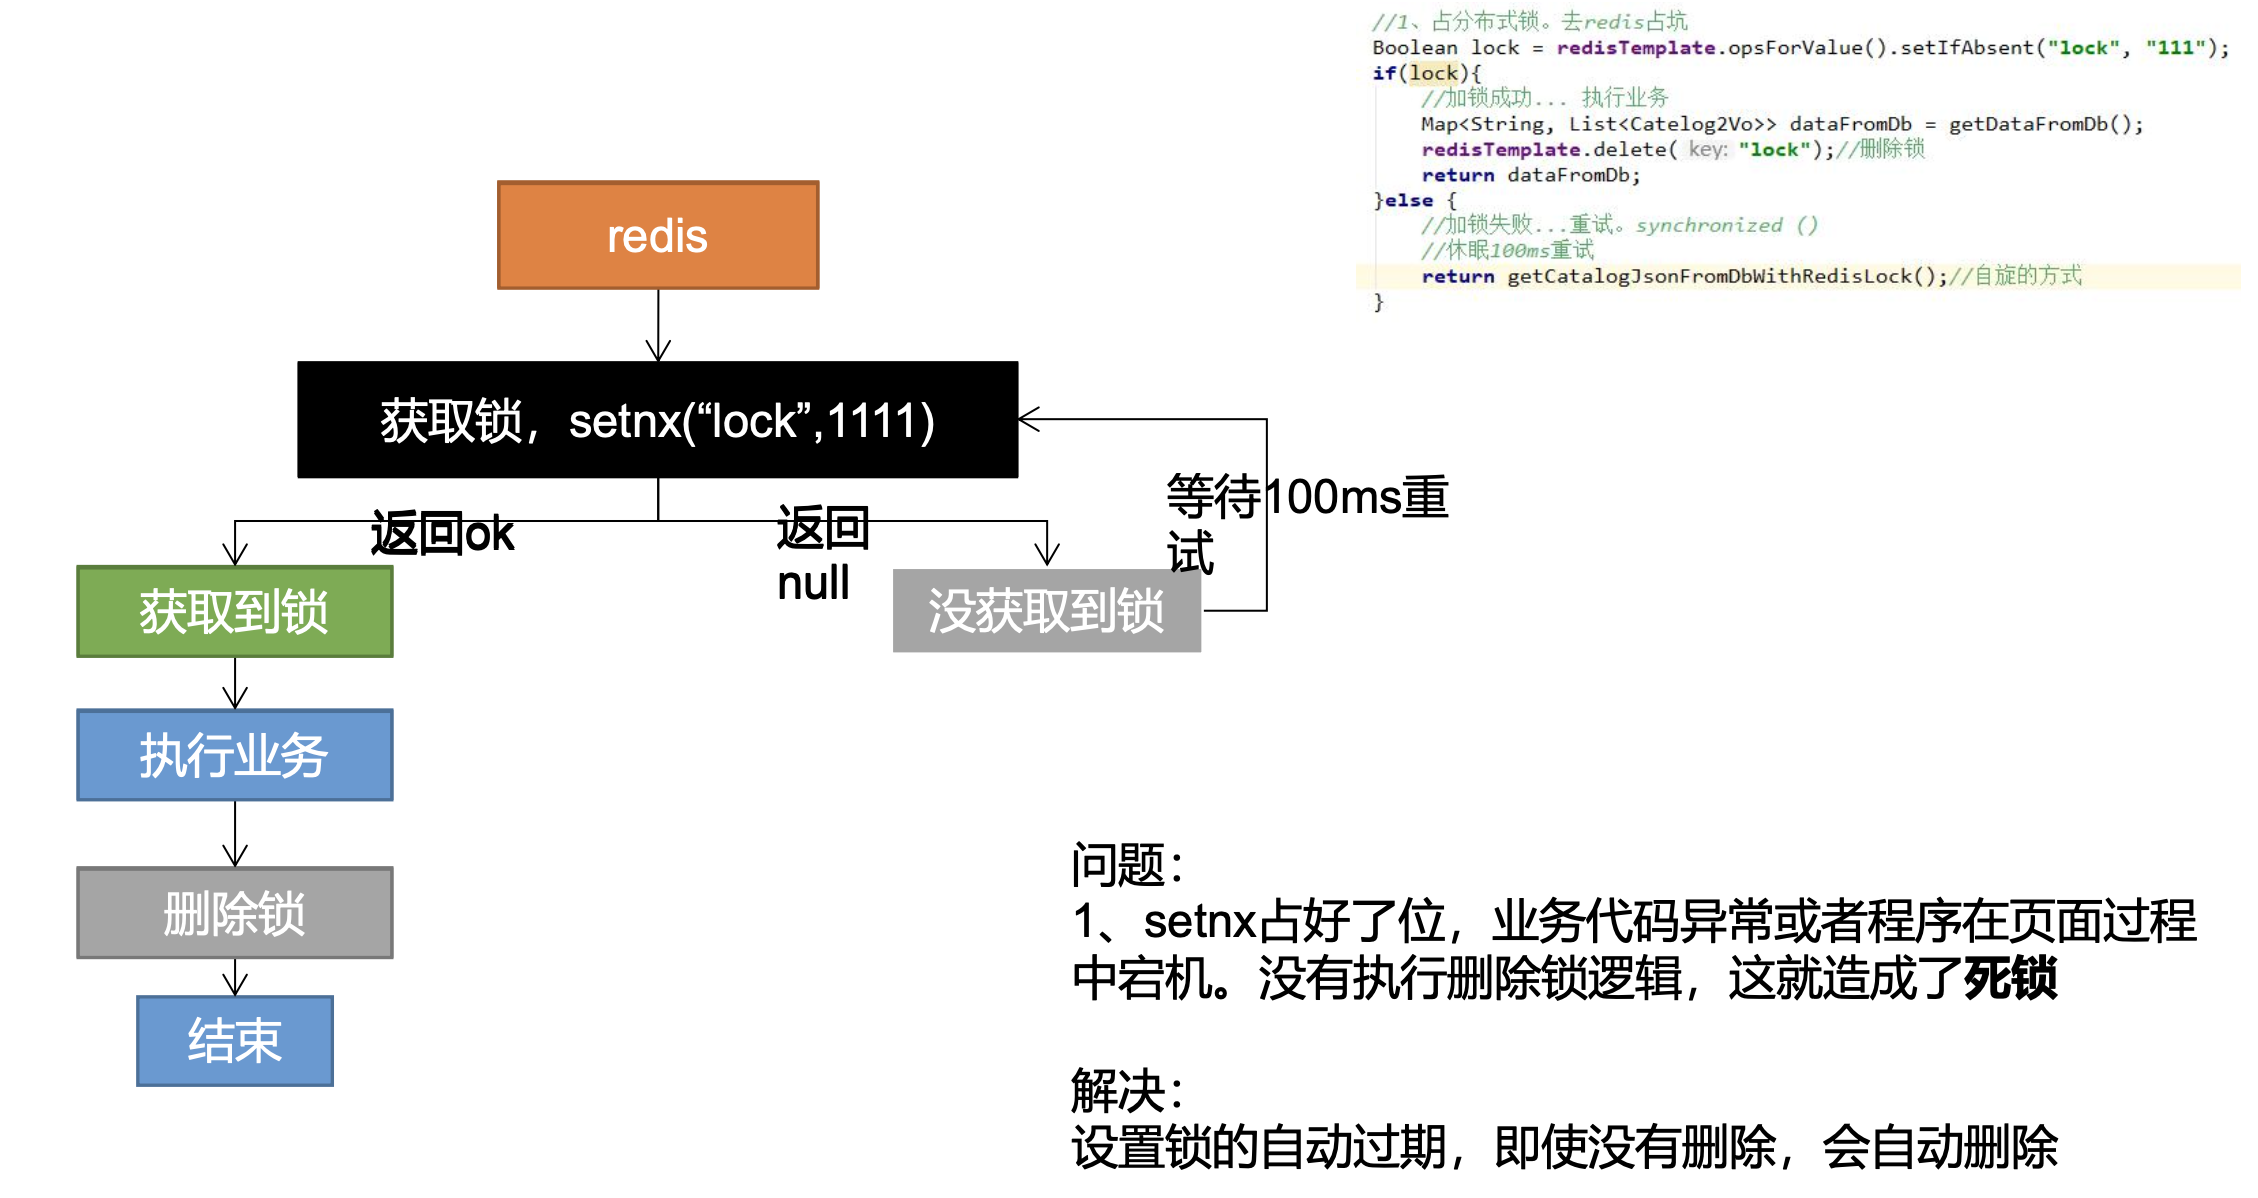 //1、占分布式锁。去redis占坑
Boolean lock = redisTemplate.opsForValue().setIfAbsent("lock", "111");
if(lock){
//加锁成功... 执行业务
Map<String, List<Catelog2Vo>> dataFromDb = getDataFromDb();
redisTemplate.delete( key: "lock");//删除锁
return dataFromDb;
}else {
//加锁失败...重试。synchronized ()
//休眠100ms重试
return getCatalogJsonFromDbWithRedisLock();//自旋的方式
}
redis
获取锁，setnx(“lock”,1111)
返回ok
返回
null
等待100ms重
试
获取到锁
没获取到锁
执行业务
删除锁
结束
问题：
1、setnx占好了位，业务代码异常或者程序在页面过程
中宕机。没有执行删除锁逻辑，这就造成了死锁
解决：
设置锁的自动过期，即使没有删除，会自动删除